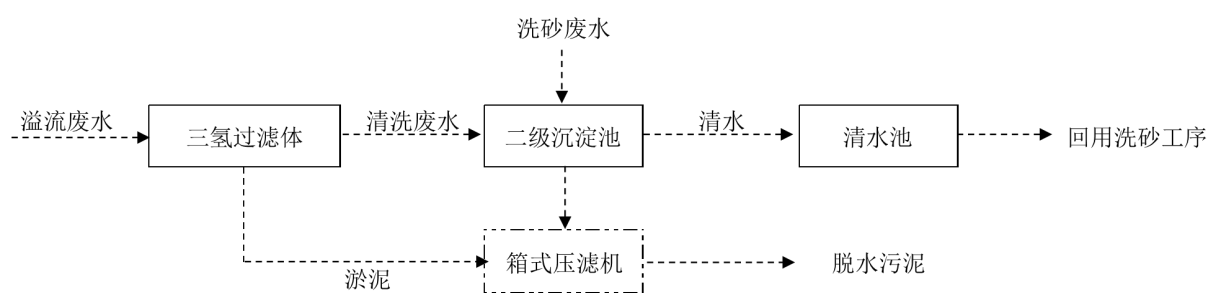 洗砂废水
溢流废水
三氢过滤体
清洗废水
二级沉淀池
清水
清水池
回用洗砂工序
淤泥
箱式压滤机
脱水污泥